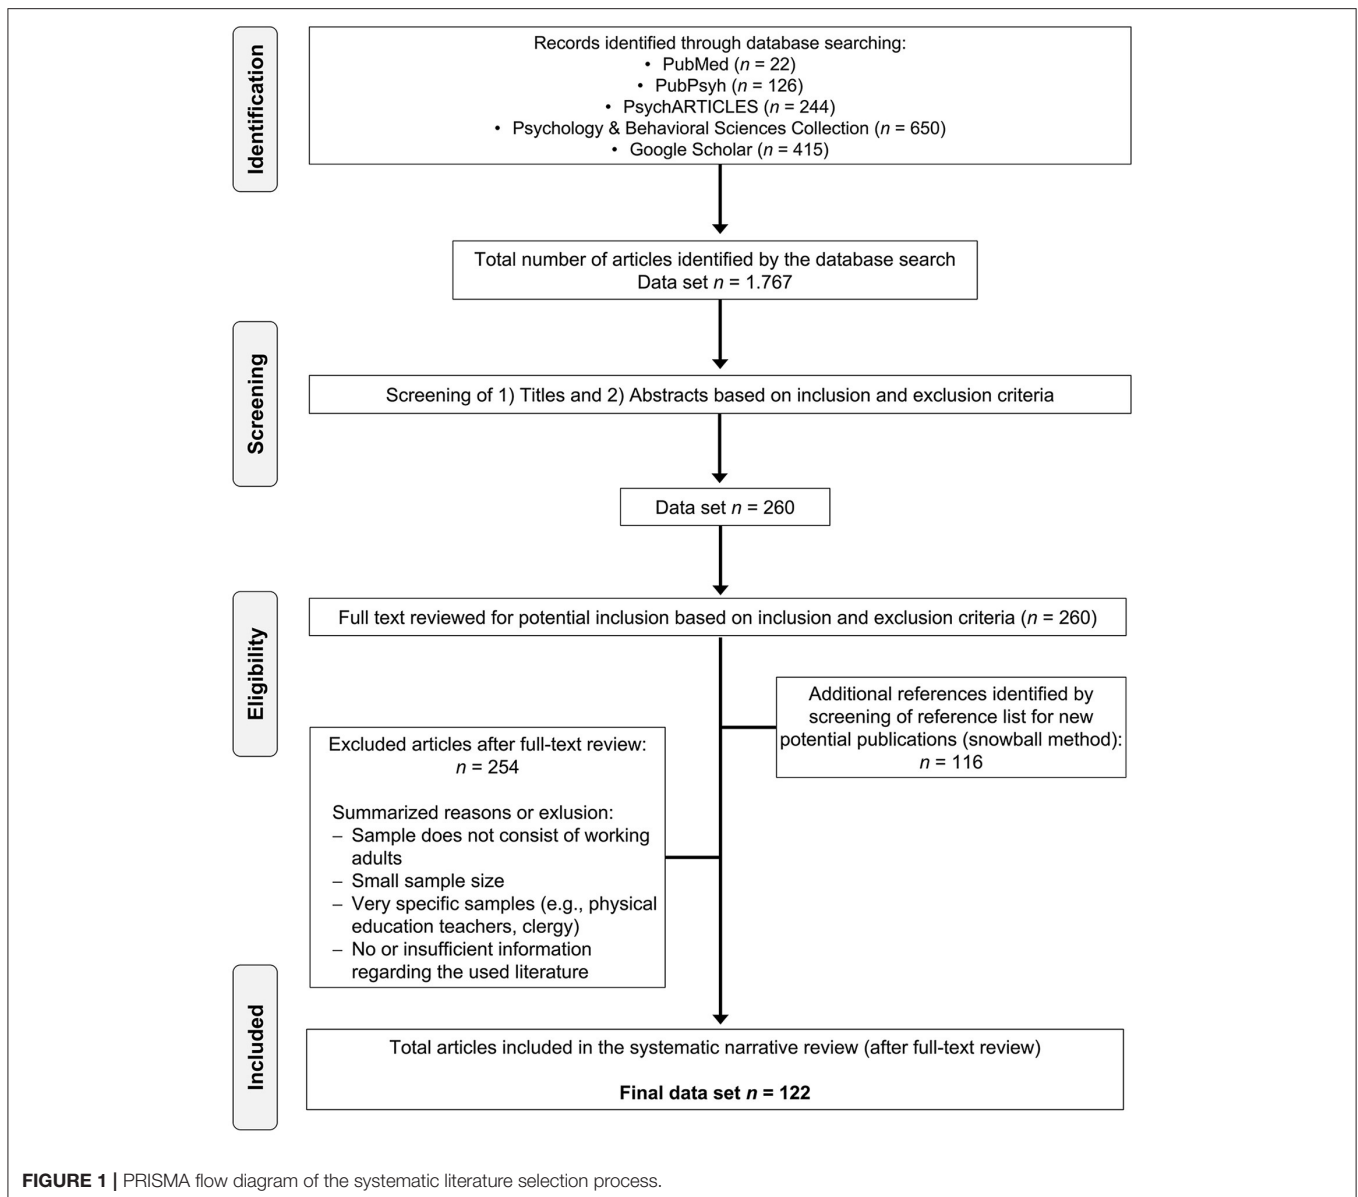 Identification
Records identified through database searching:
• PubMed (n = 22)
• PubPsyh (n = 126)
• PsychARTICLES (n = 244)
• Psychology & Behavioral Sciences Collection (n = 650)
• Google Scholar (n = 415)
Total number of articles identified by the database search
Data set n = 1.767
Screening
Screening of 1) Titles and 2) Abstracts based on inclusion and exclusion criteria
Data set n = 260
Eligibility
Full text reviewed for potential inclusion based on inclusion and exclusion criteria (n = 260)
Additional references identified by
screening of reference list for new
potential publications (snowball method):
n = 116
Excluded articles after full-text review:
n = 254
Summarized reasons or exlusion:
– Sample does not consist of working
adults
– Small sample size
– Very specific samples (e.g., physical
education teachers, clergy)
– No or insufficient information
regarding the used literature
Included
Total articles included in the systematic narrative review (after full-text review)
Final data set n = 122
FIGURE 1 | PRISMA flow diagram of the systematic literature selection process.